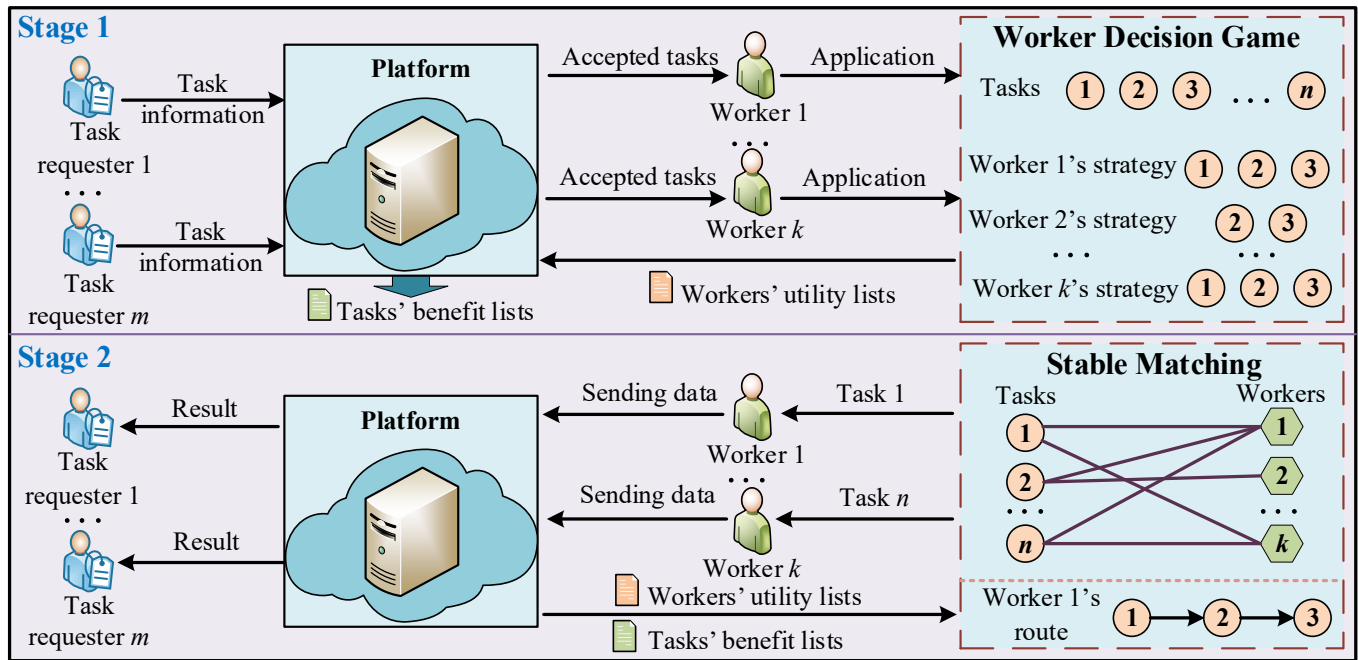 Stage 1
Task
requester 1
. . .
Task
requester m
Task
information
Task
information
Platform
Tasks' benefit lists
Accepted tasks
Accepted tasks
Worker 1
. . .
Worker k
Application
Application
Workers' utility lists
Worker Decision Game
Tasks 1 2 3 . . . n
Worker 1's strategy 1 2 3
Worker 2's strategy 2 3
. . . . . .
Worker k's strategy 1 2 3
Stage 2
Task
requester 1
. . .
Task
requester m
Result
Result
Platform
Sending data
Sending data
Worker 1
. . .
Worker k
Task 1
Task n
Workers' utility lists
Tasks' benefit lists
Stable Matching
Tasks Workers
1 1
2 2
. . . . . .
n k
Worker 1's
route
1 2 3